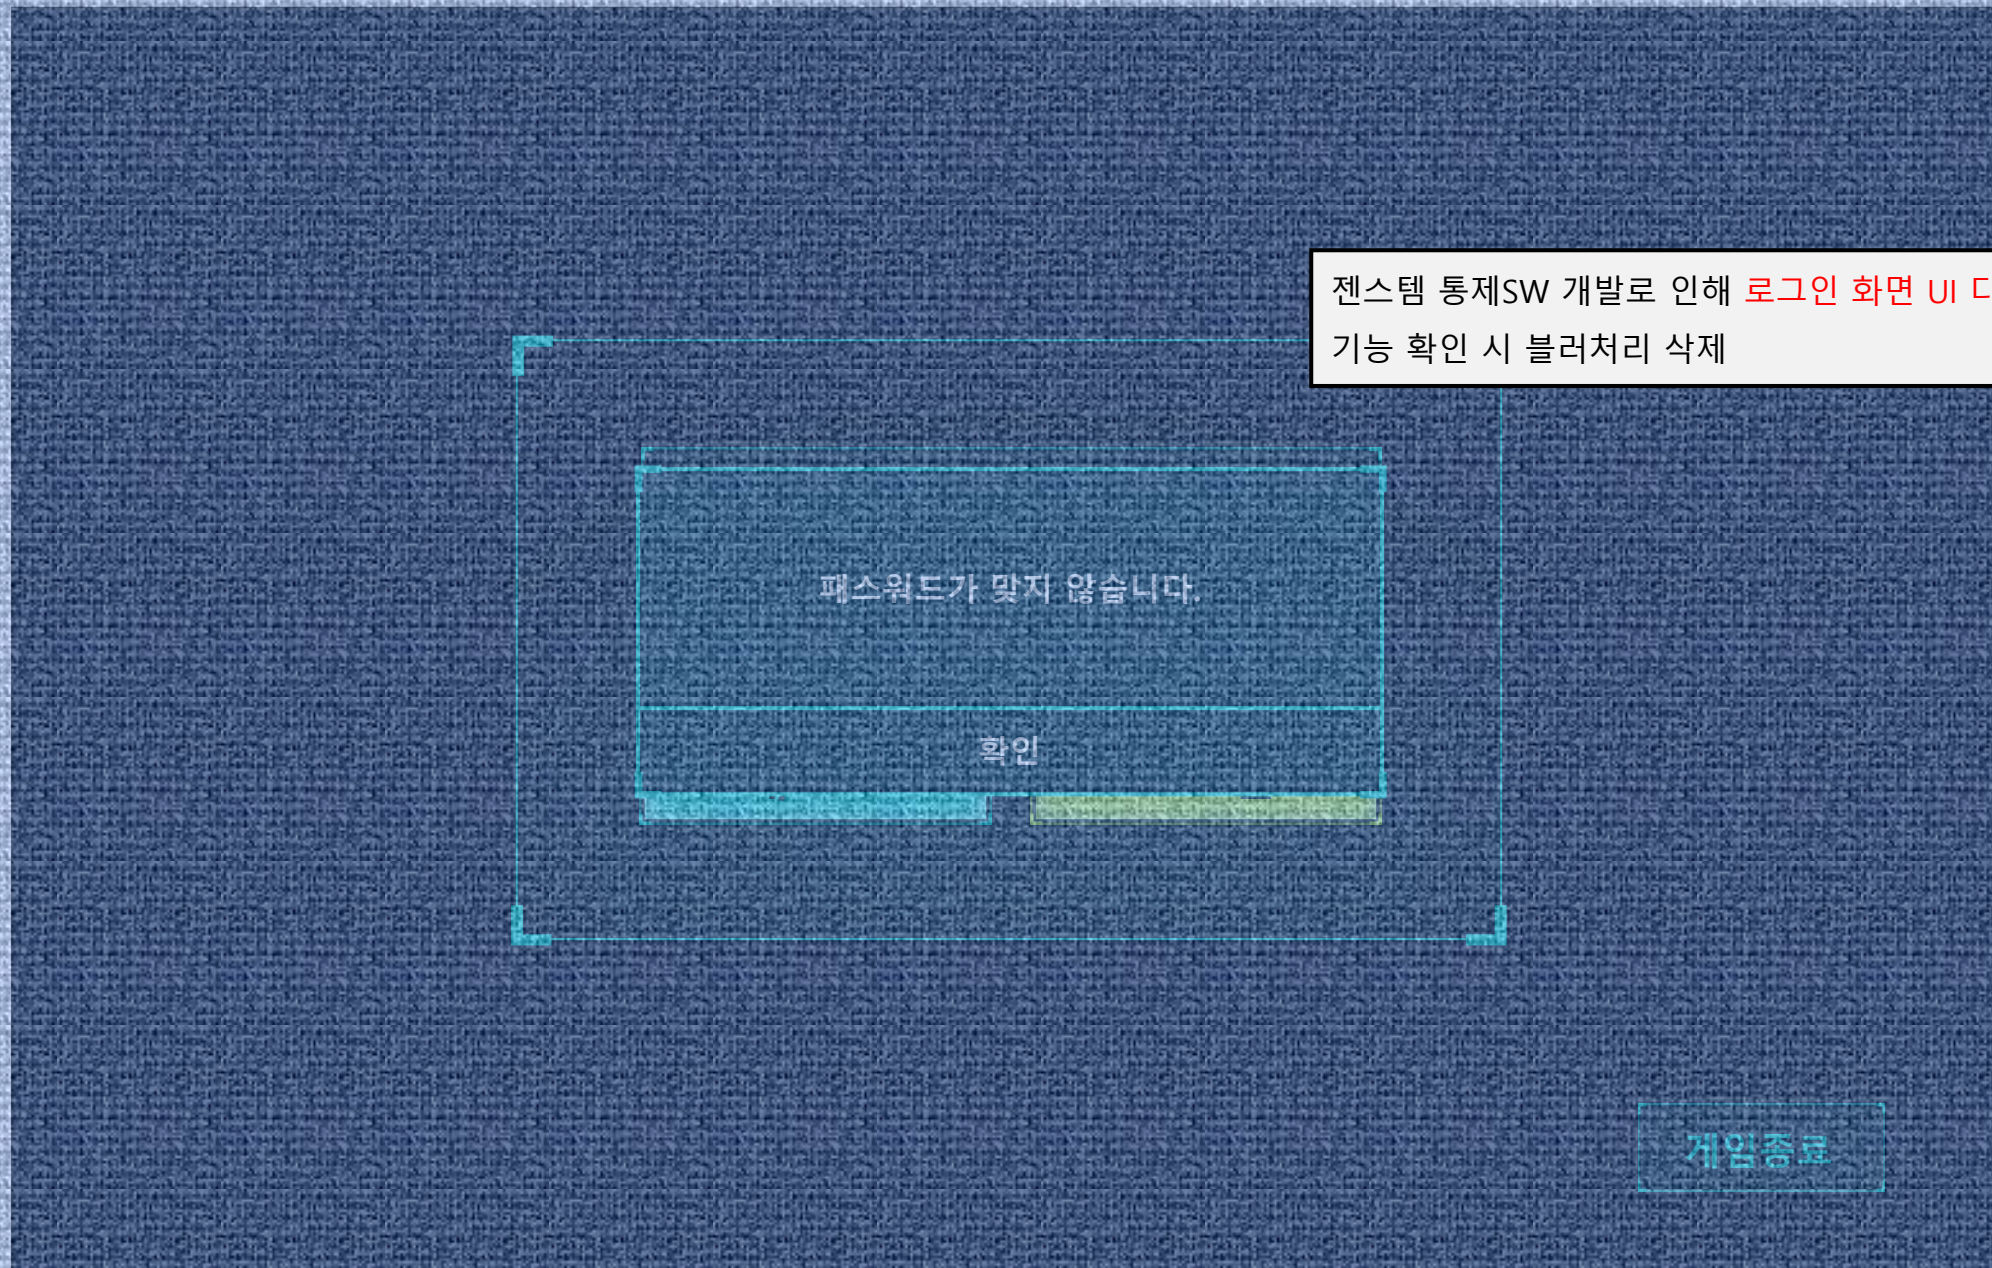 젠스템 통제SW 개발로 인해 로그인 화면 UI
기능 확인 시 블러처리 삭제
패스워드가 맞지 않습니다.
확인
게임종료